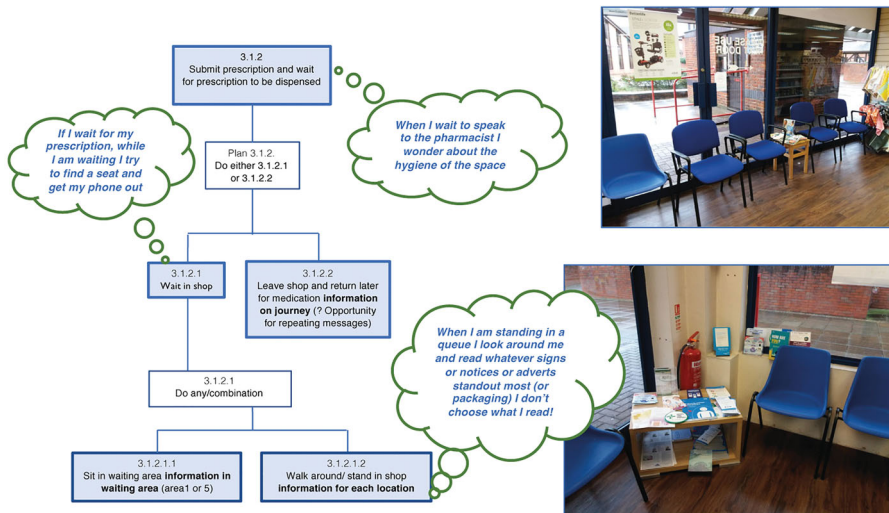 3.1.2
Submit prescription and wait
for prescription to be dispensed
If I wait for my
prescription, while
I am waiting I try
to find a seat and
get my phone out
When I wait to speak
to the pharmacist I
wonder about the
hygiene of the space
Plan 3.1.2.
Do either 3.1.2.1
or 3.1.2.2
3.1.2.1
Wait in shop
3.1.2.2
Leave shop and return later
for medication information
on journey (? Opportunity
for repeating messages)
When I am standing in a
queue I look around me
and read whatever signs
or notices or adverts
standout most (or
packaging) I don't
choose what I read!
3.1.2.1
Do any/combination
3.1.2.1.1
Sit in waiting area information in
waiting area (area1 or 5)
3.1.2.1.2
Walk around/ stand in shop
information for each location